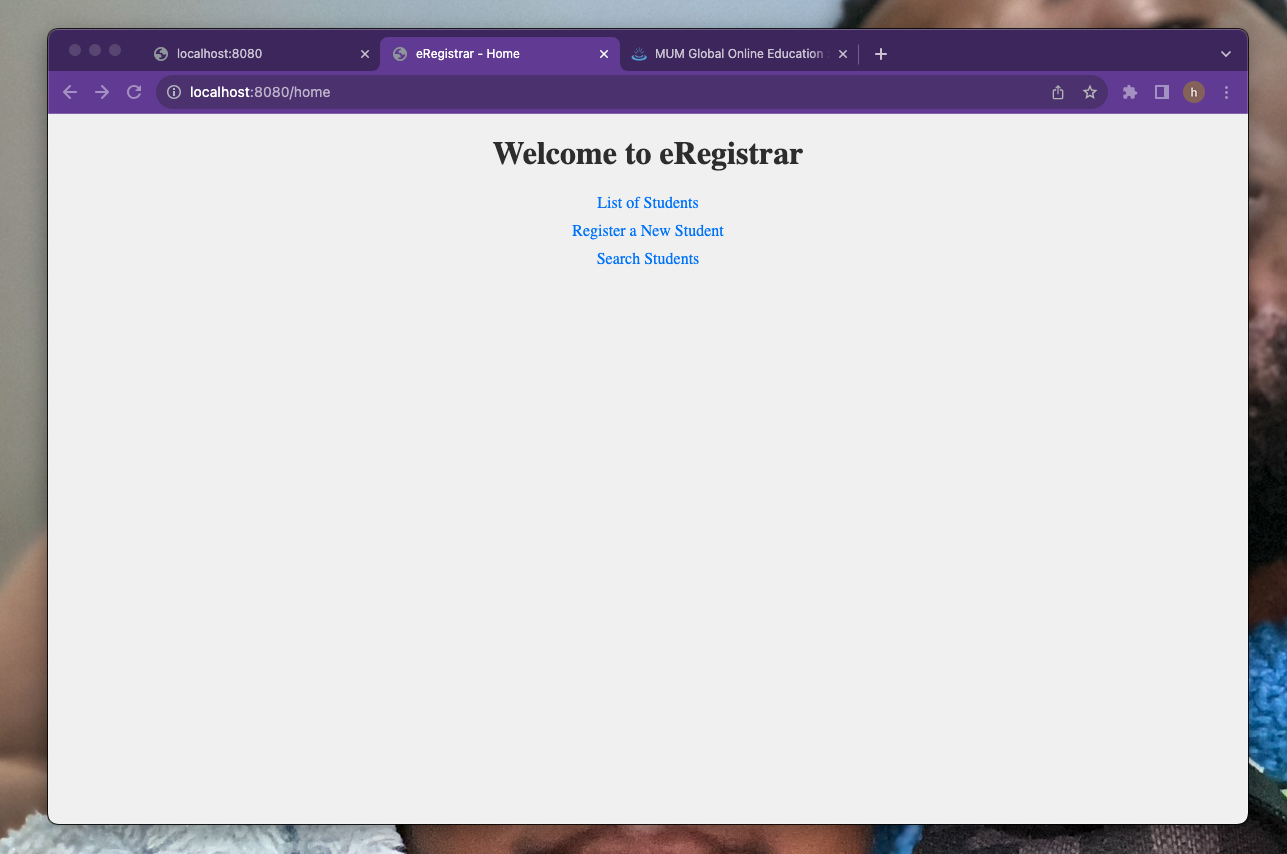 localhost:8080
eRegistrar - Home
MUM Global Online Education
localhost:8080/home
h
Welcome to eRegistrar
List of Students
Register a New Student
Search Students